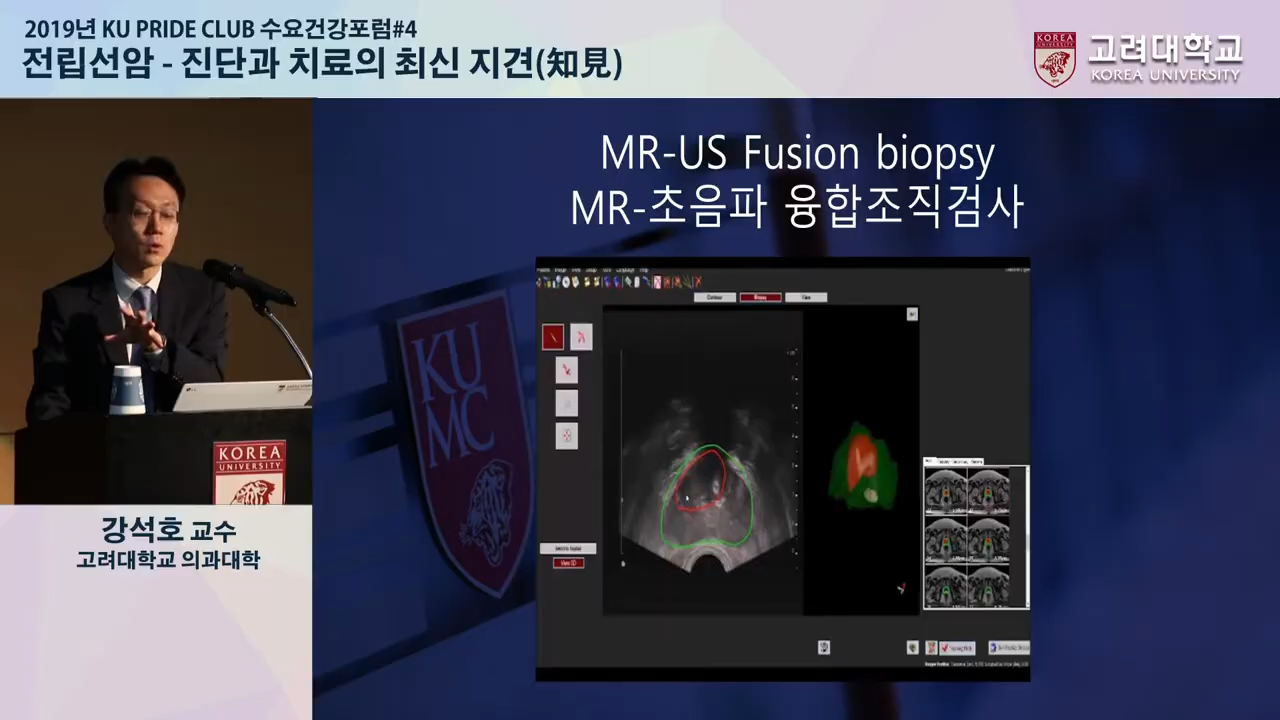 2019년 KU PRIDE CLUB 수요건강포럼#4
전립선암 - 진단과 치료의 최신 지견(知見)
KOREA
고려대학교
KOREA UNIVERSITY
MR-US Fusion biopsy
MR-초음파 융합조직검사
KU
MC
Contour
Biopsy
View
View 3D
KOREA
UNIVERSITY
강석호 교수
고려대학교 의과대학